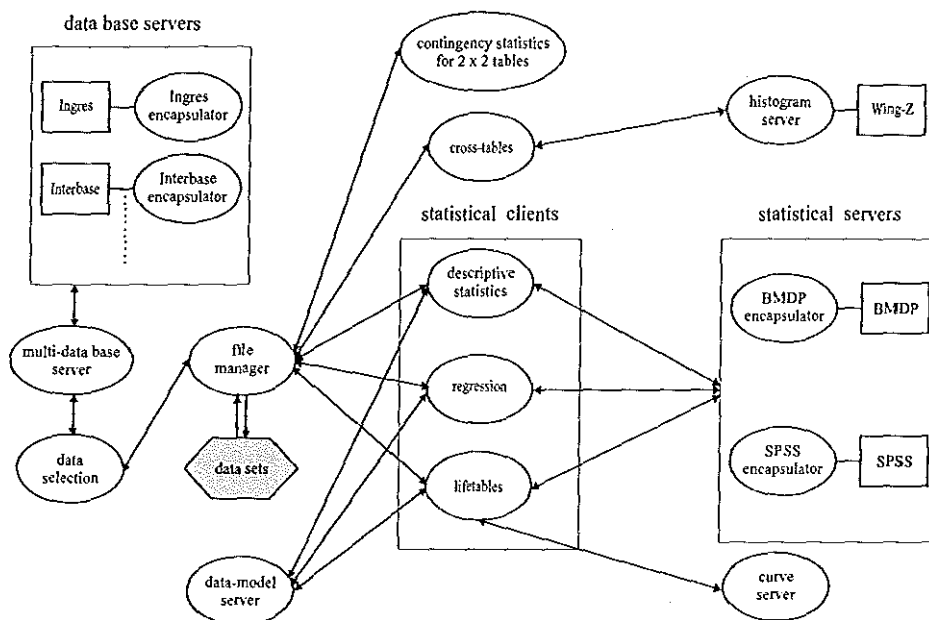 data base servers
Ingres
Ingres
encapsulator
Interbase
Interbase
encapsulator
multi-data base
server
data
selection
file
manager
data sets
data-model
server
contingency statistics
for 2 x 2 tables
cross-tables
statistical clients
descriptive
statistics
regression
lifetables
histogram
server
Wing-Z
statistical servers
BMDP
encapsulator
BMDP
SPSS
encapsulator
SPSS
curve
server